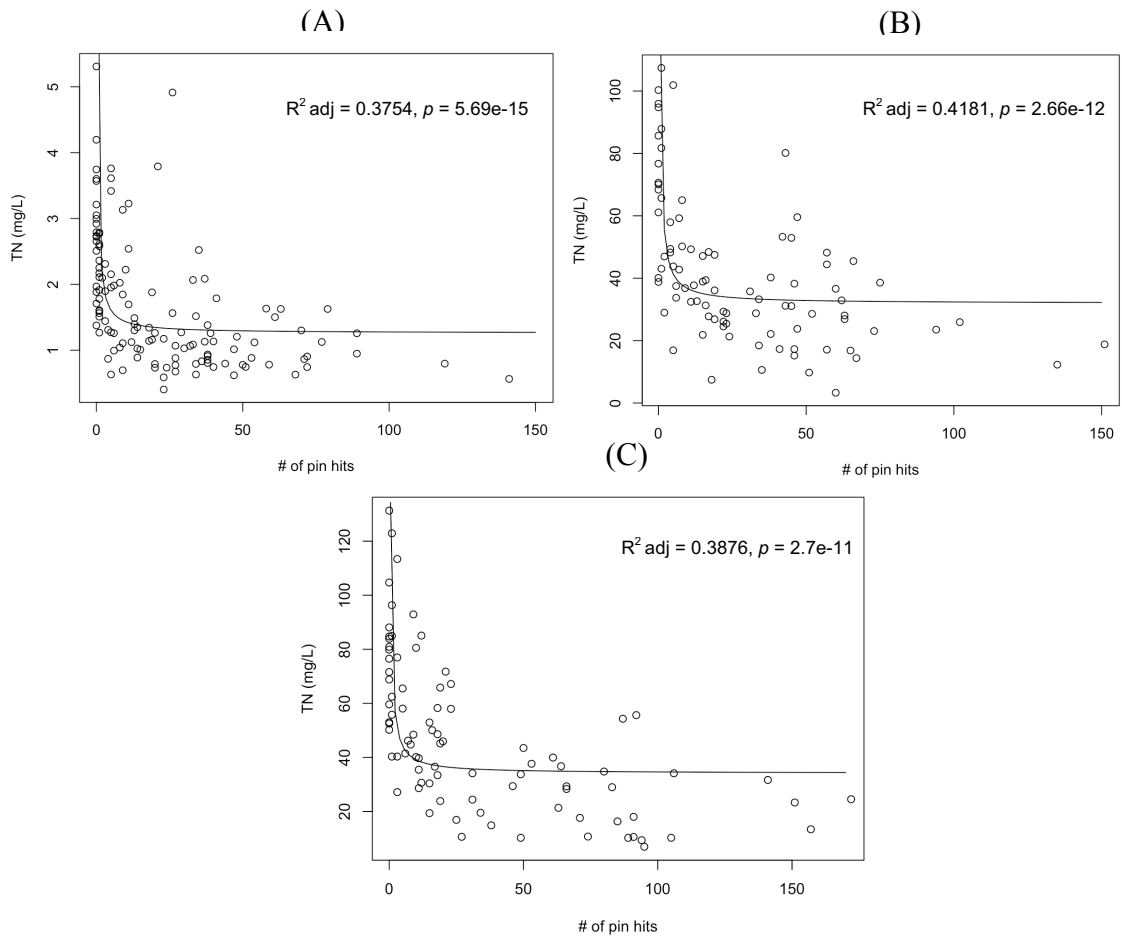 (A)
R² adj = 0.3754, p = 5.69e-15
TN (mg/L)
5
4
3
2
1
0
50
100
150
# of pin hits
(B)
R² adj = 0.4181, p = 2.66e-12
TN (mg/L)
100
80
60
40
20
0
0
50
100
150
# of pin hits
(C)
R² adj = 0.3876, p = 2.7e-11
TN (mg/L)
120
100
80
60
40
20
0
50
100
150
# of pin hits